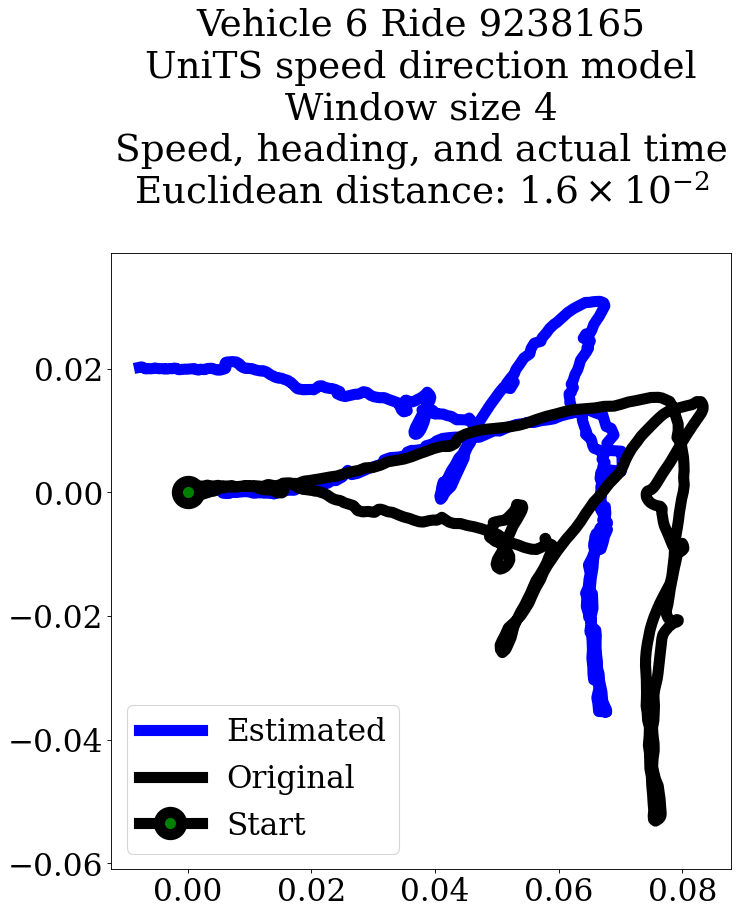 Vehicle 6 Ride 9238165
UniTS speed direction model
Window size 4
Speed, heading, and actual time
Euclidean distance: 1.6 × 10⁻²
0.02
0.00
−0.02
−0.04
−0.06
Estimated
Original
Start
0.00 0.02 0.04 0.06 0.08